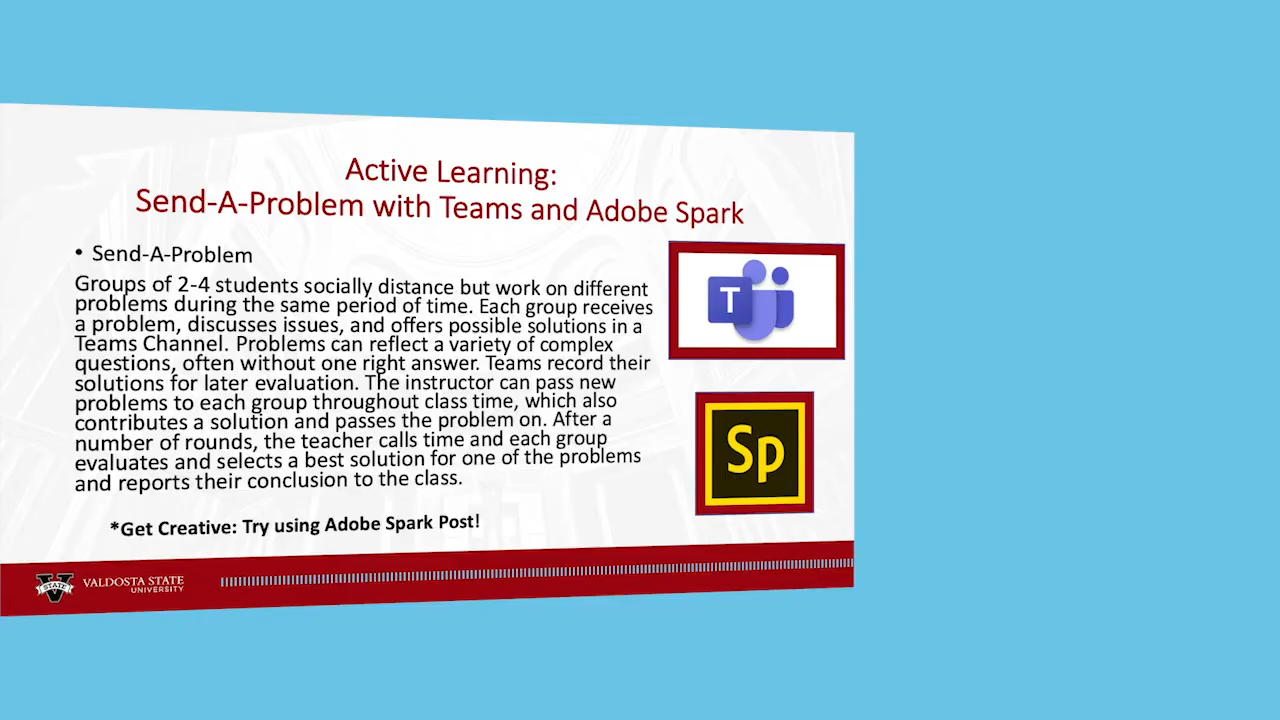 Active Learning:
Send-A-Problem with Teams and Adobe Spark
• Send-A-Problem
Groups of 2-4 students socially distance but work on different
problems during the same period of time. Each group receives
a problem, discusses issues, and offers possible solutions in a
Teams Channel. Problems can reflect a variety of complex
questions, often without one right answer. Teams record their
solutions for later evaluation. The instructor can pass new
problems to each group throughout class time, which also
contributes a solution and passes the problem on. After a
number of rounds, the teacher calls time and each group
evaluates and selects a best solution for one of the problems
and reports their conclusion to the class.
*Get Creative: Try using Adobe Spark Post!
T
Sp
V
STATE
VALDOSTA STATE
UNIVERSITY